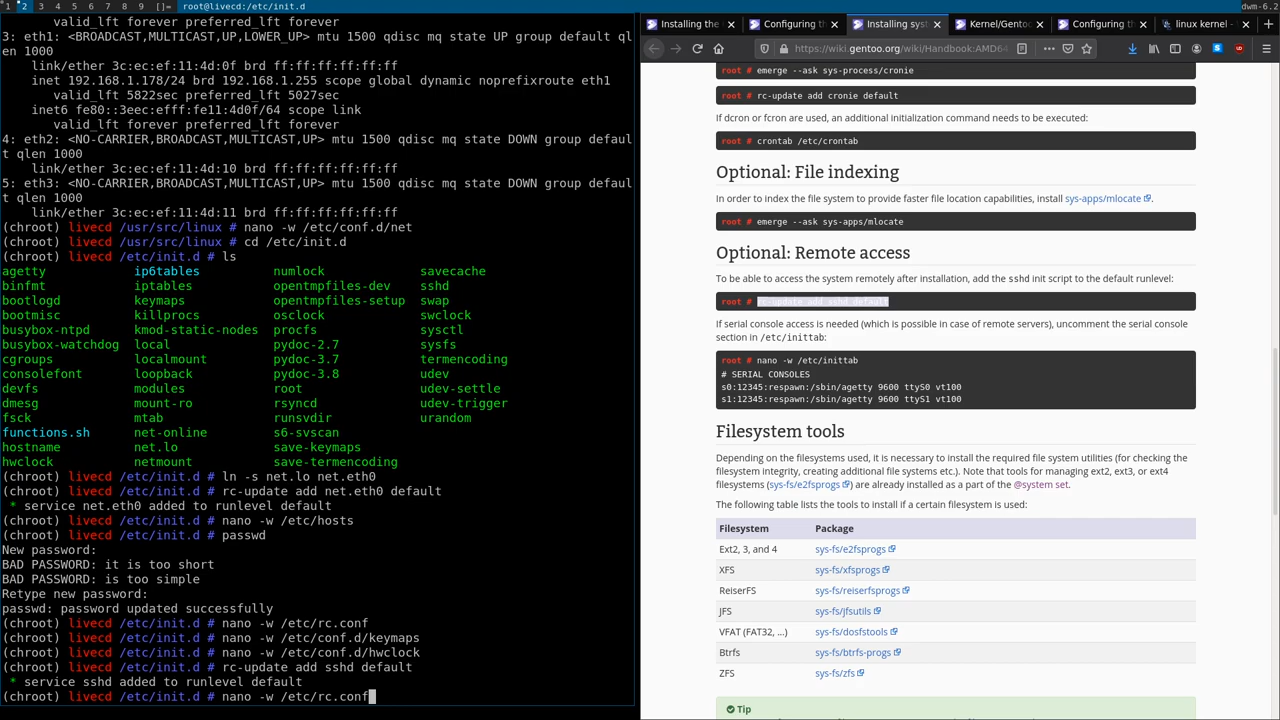 1 2 3 4 5 6 7 8 9 []= root@livecd:/etc/init.d dwm-6.2
valid_lft forever preferred_lft forever
3: eth1: <BROADCAST,MULTICAST,UP,LOWER_UP> mtu 1500 qdisc mq state UP group default ql
en 1000
link/ether 3c:ec:ef:11:4d:0f brd ff:ff:ff:ff:ff:ff
inet 192.168.1.178/24 brd 192.168.1.255 scope global dynamic noprefixroute eth1
valid_lft 5822sec preferred_lft 5027sec
inet6 fe80::3eec:efff:fe11:4d0f/64 scope link
valid_lft forever preferred_lft forever
4: eth2: <NO-CARRIER,BROADCAST,MULTICAST,UP> mtu 1500 qdisc mq state DOWN group defaul
t qlen 1000
link/ether 3c:ec:ef:11:4d:10 brd ff:ff:ff:ff:ff:ff
5: eth3: <NO-CARRIER,BROADCAST,MULTICAST,UP> mtu 1500 qdisc mq state DOWN group defaul
t qlen 1000
link/ether 3c:ec:ef:11:4d:11 brd ff:ff:ff:ff:ff:ff
(chroot) livecd /usr/src/linux # nano -w /etc/conf.d/net
(chroot) livecd /usr/src/linux # cd /etc/init.d
(chroot) livecd /etc/init.d # ls
agetty ip6tables numlock savecache
binfmt iptables opentmpfiles-dev sshd
bootlogd keymaps opentmpfiles-setup swap
bootmisc killprocs osclock swclock
busybox-ntpd kmod-static-nodes procfs sysctl
busybox-watchdog local pydoc-2.7 sysfs
cgroups localmount pydoc-3.7 termencoding
consolefont loopback pydoc-3.8 udev
devfs modules root udev-settle
dmesg mount-ro rsyncd udev-trigger
fsck mtab runsvdir urandom
functions.sh net-online s6-svscan
hostname net.lo save-keymaps
hwclock netmount save-termencoding
(chroot) livecd /etc/init.d # ln -s net.lo net.eth0
(chroot) livecd /etc/init.d # rc-update add net.eth0 default
* service net.eth0 added to runlevel default
(chroot) livecd /etc/init.d # nano -w /etc/hosts
(chroot) livecd /etc/init.d # passwd
New password:
BAD PASSWORD: it is too short
BAD PASSWORD: is too simple
Retype new password:
passwd: password updated successfully
(chroot) livecd /etc/init.d # nano -w /etc/rc.conf
(chroot) livecd /etc/init.d # nano -w /etc/conf.d/keymaps
(chroot) livecd /etc/init.d # nano -w /etc/conf.d/hwclock
(chroot) livecd /etc/init.d # rc-update add sshd default
* service sshd added to runlevel default
(chroot) livecd /etc/init.d # nano -w /etc/rc.conf
Installing the Configuring th Installing sys Kernel/Gentoo Configuring th linux kernel -
https://wiki.gentoo.org/wiki/Handbook:AMD6
root # emerge --ask sys-process/cronie
root # rc-update add cronie default
If dcron or fcron are used, an additional initialization command needs to be executed:
root # crontab /etc/crontab
Optional: File indexing
In order to index the file system to provide faster file location capabilities, install sys-apps/mlocate.
root # emerge --ask sys-apps/mlocate
Optional: Remote access
To be able to access the system remotely after installation, add the sshd init script to the default runlevel:
root # rc-update add sshd default
If serial console access is needed (which is possible in case of remote servers), uncomment the serial console
section in /etc/inittab:
root # nano -w /etc/inittab
# SERIAL CONSOLES
s0:12345:respawn:/sbin/agetty 9600 ttyS0 vt100
s1:12345:respawn:/sbin/agetty 9600 ttyS1 vt100
Filesystem tools
Depending on the filesystems used, it is necessary to install the required file system utilities (for checking the
filesystem integrity, creating additional file systems etc.). Note that tools for managing ext2, ext3, or ext4
filesystems (sys-fs/e2fsprogs) are already installed as a part of the @system set.
The following table lists the tools to install if a certain filesystem is used:
Filesystem Package
Ext2, 3, and 4 sys-fs/e2fsprogs
XFS sys-fs/xfsprogs
ReiserFS sys-fs/reiserfsprogs
JFS sys-fs/jfsutils
VFAT (FAT32, ...) sys-fs/dosfstools
Btrfs sys-fs/btrfs-progs
ZFS sys-fs/zfs
Tip